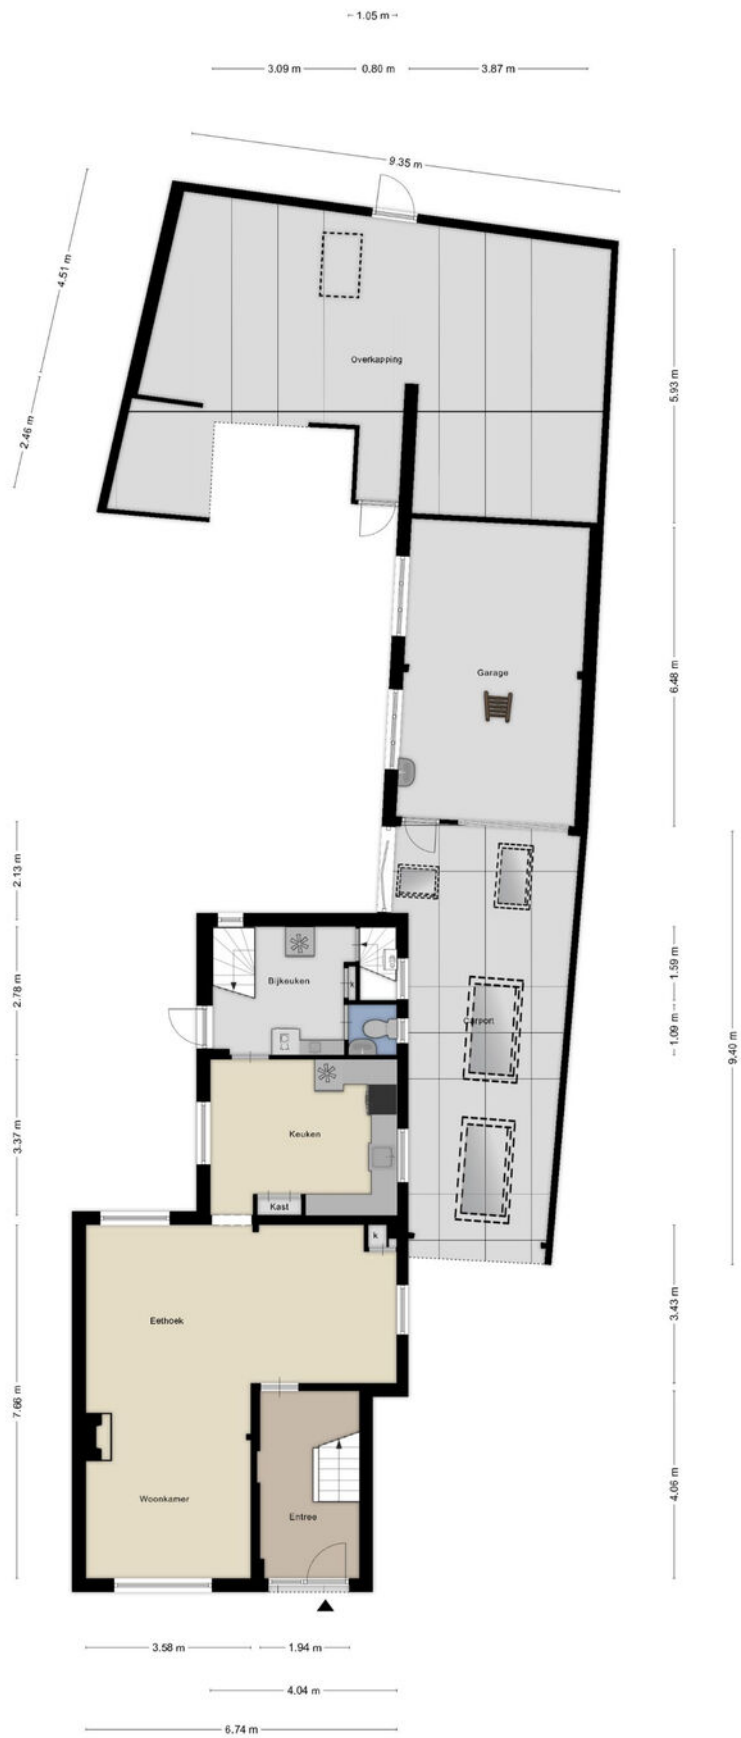 1.05 m
3.09 m
0.80 m
3.87 m
9.35 m
4.51 m
2.46 m
Overkapping
5.93 m
Garage
6.48 m
2.13 m
2.78 m
Bijkeuken
k
1.59 m
1.09 m
Carport
9.40 m
3.37 m
Keuken
Kast
k
Eethoek
3.43 m
7.66 m
Woonkamer
Entree
4.06 m
3.58 m
1.94 m
4.04 m
6.74 m